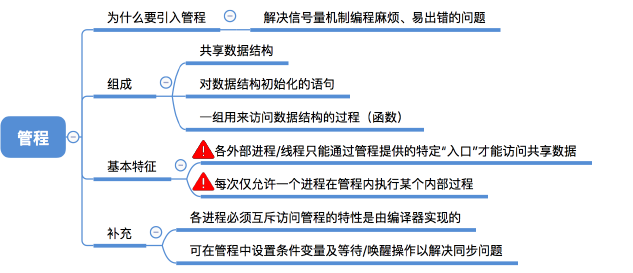 管程
为什么要引入管程
解决信号量机制编程麻烦、易出错的问题
组成
共享数据结构
对数据结构初始化的语句
一组用来访问数据结构的过程（函数）
基本特征
各外部进程/线程只能通过管程提供的特定“入口”才能访问共享数据
每次仅允许一个进程在管程内执行某个内部过程
补充
各进程必须互斥访问管程的特性是由编译器实现的
可在管程中设置条件变量及等待/唤醒操作以解决同步问题